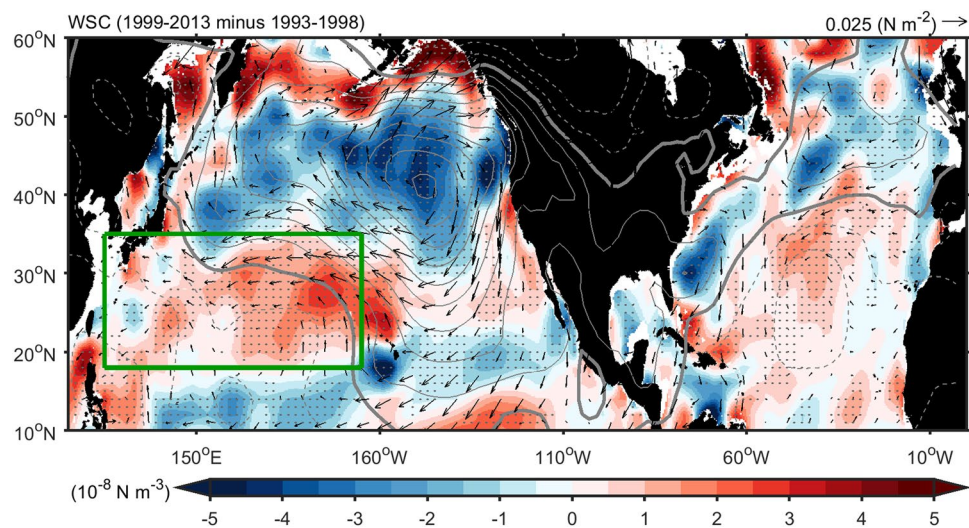 WSC (1999-2013 minus 1993-1998) 0.025 (N m⁻²)
60°N
50°N
40°N
30°N
20°N
10°N
150°E 160°W 110°W 60°W 10°W
(10⁻⁸ N m⁻³)
-5 -4 -3 -2 -1 0 1 2 3 4 5